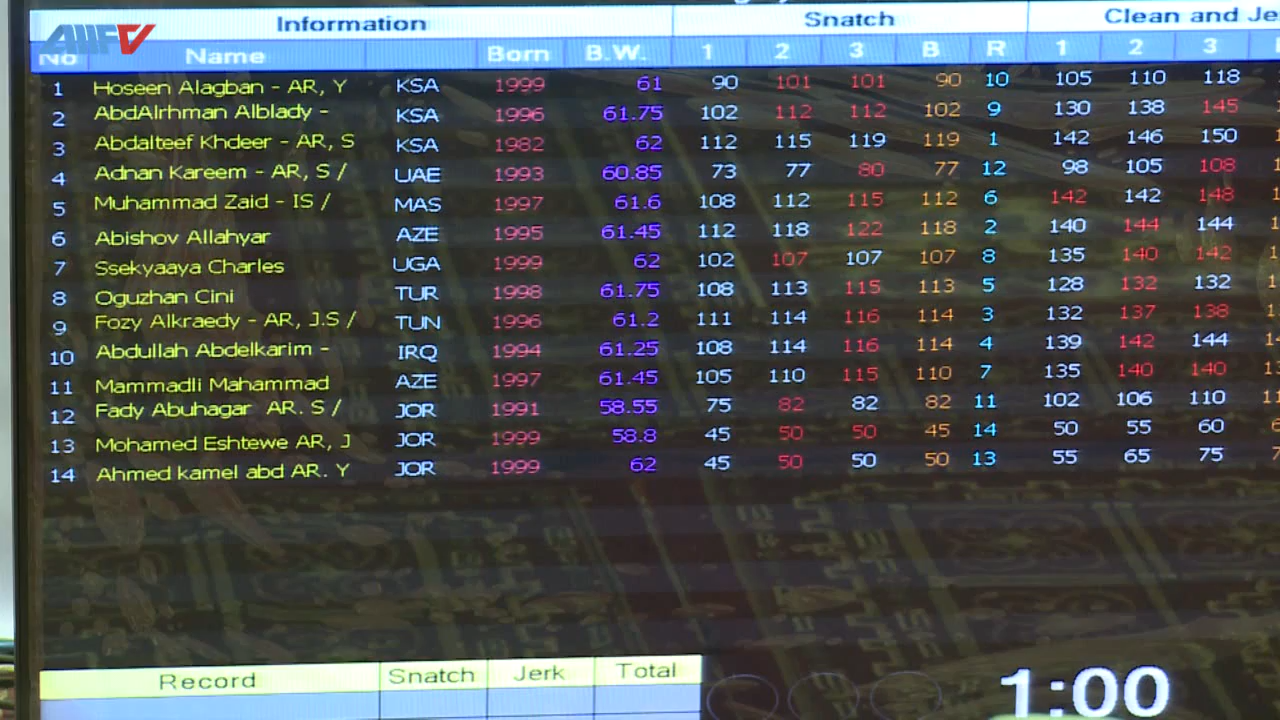 Information Snatch Clean and Je
AWFTV
No Name Born B.W. 1 2 3 B R 1 2 3
1 Hoseen Alagban - AR, Y KSA 1999 61 90 101 101 90 10 105 110 118
2 AbdAlrhman Alblady - KSA 1996 61.75 102 112 112 102 9 130 138 145
3 Abdalteef Khdeer - AR, S KSA 1982 62 112 115 119 119 1 142 146 150
4 Adnan Kareem - AR, S / UAE 1993 60.85 73 77 80 77 12 98 105 108
5 Muhammad Zaid - IS / MAS 1997 61.6 108 112 115 112 6 142 142 148
6 Abishov Allahyar AZE 1995 61.45 112 118 122 118 2 140 144 144
7 Ssekyaaya Charles UGA 1999 62 102 107 107 107 8 135 140 142
8 Oguzhan Cini TUR 1998 61.75 108 113 115 113 5 128 132 132
9 Fozy Alkraedy - AR, J.S / TUN 1996 61.2 111 114 116 114 3 132 137 138
10 Abdullah Abdelkarim - IRQ 1994 61.25 108 114 116 114 4 139 142 144
11 Mammadli Mahammad AZE 1997 61.45 105 110 115 110 7 135 140 140
12 Fady Abuhagar AR. S / JOR 1991 58.55 75 82 82 82 11 102 106 110
13 Mohamed Eshtewe AR, J JOR 1999 58.8 45 50 50 45 14 50 55 60
14 Ahmed kamel abd AR. Y JOR 1999 62 45 50 50 50 13 55 65 75
Record Snatch Jerk Total
1:00